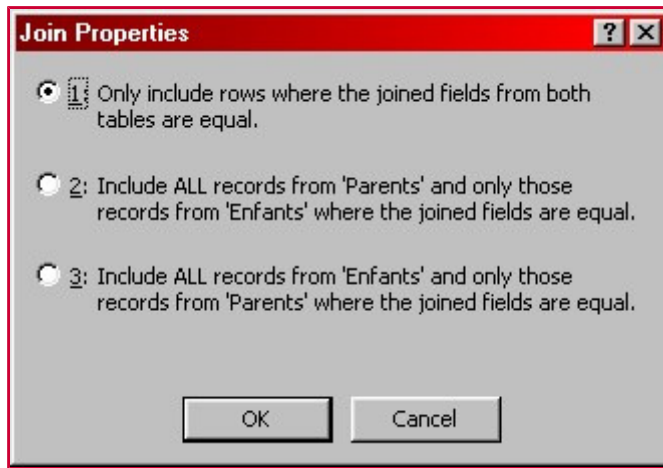 Join Properties
1: Only include rows where the joined fields from both
tables are equal.
2: Include ALL records from 'Parents' and only those
records from 'Enfants' where the joined fields are equal.
3: Include ALL records from 'Enfants' and only those
records from 'Parents' where the joined fields are equal.
OK Cancel